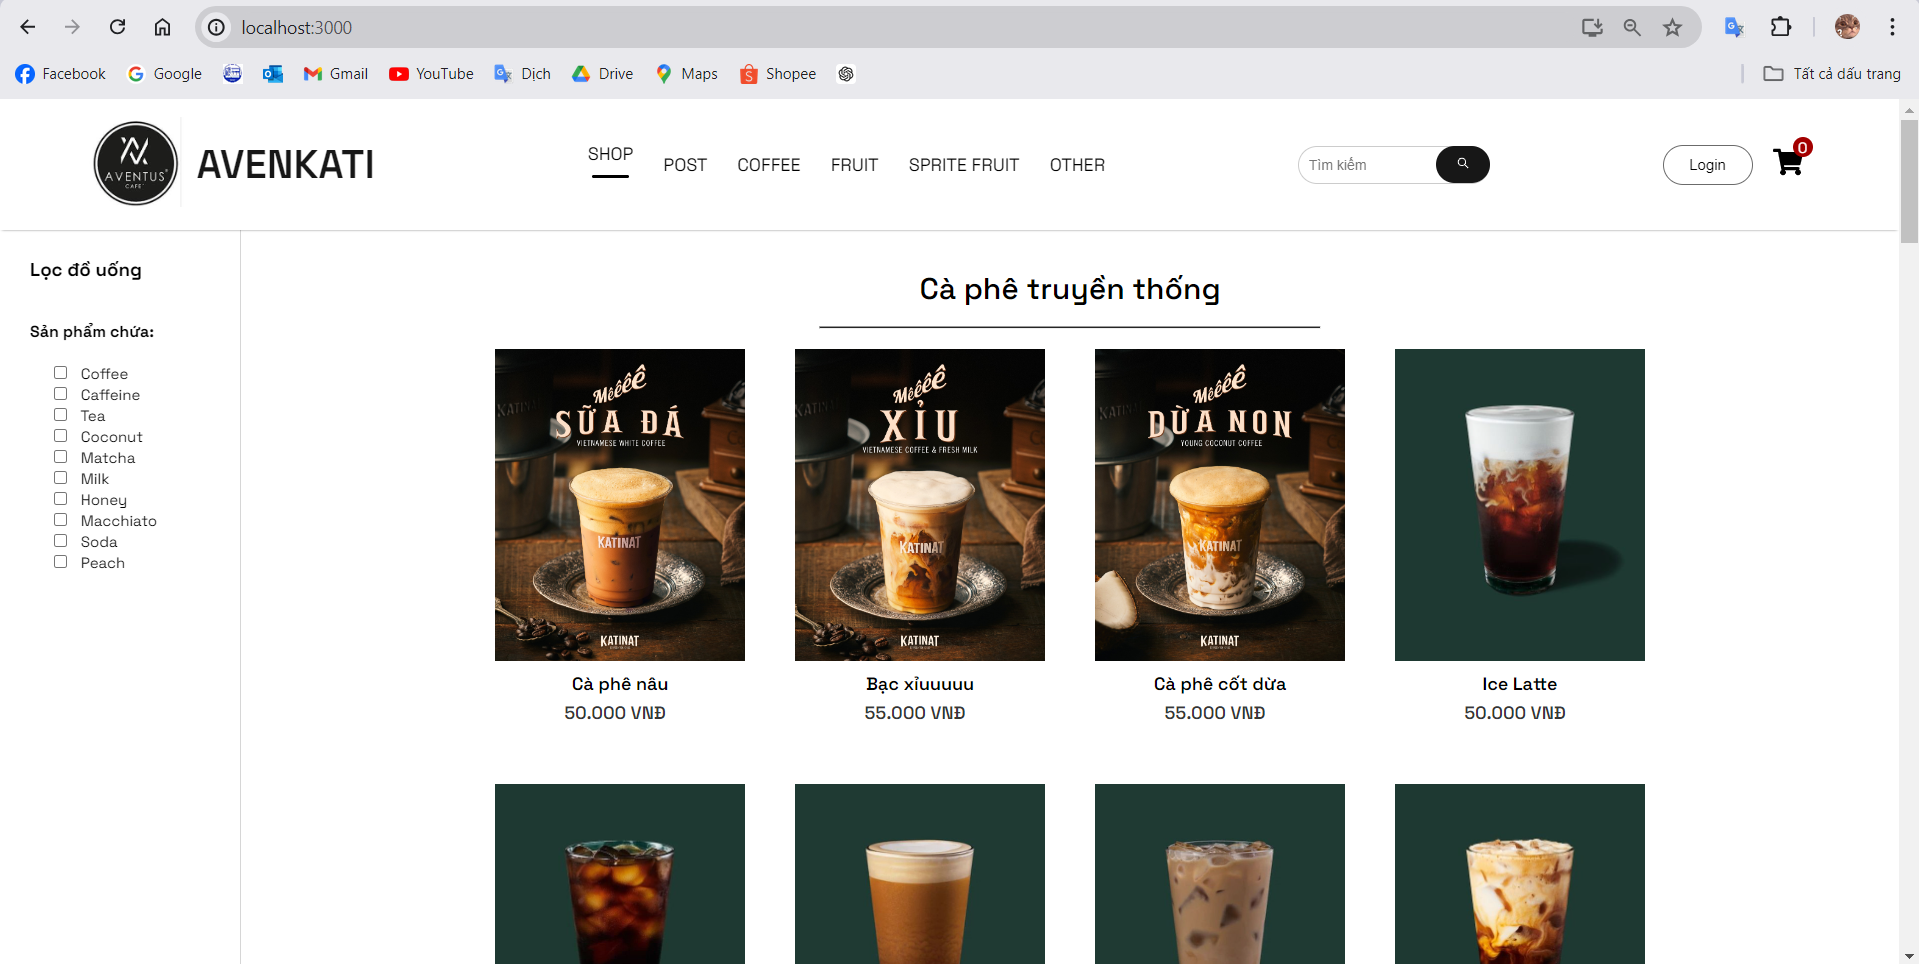 localhost:3000
Facebook Google Gmail YouTube Dịch Drive Maps Shopee Tất cả dấu trang
AVENTUS
CAFE
AVENKATI
SHOP POST COFFEE FRUIT SPRITE FRUIT OTHER
Tìm kiếm
Login
0
Lọc đồ uống
Sản phẩm chứa:
Coffee
Caffeine
Tea
Coconut
Matcha
Milk
Honey
Macchiato
Soda
Peach
Cà phê truyền thống
Mêêêê
SỮA ĐÁ
VIETNAMESE WHITE COFFEE
KATINAT
KATINAT
Cà phê nâu
50.000 VNĐ
Mêêêê
XỈU
VIETNAMESE COFFEE & FRESH MILK
KATINAT
KATINAT
Bạc xỉuuuuu
55.000 VNĐ
Mêêêê
DỪA NON
YOUNG COCONUT COFFEE
KATINAT
KATINAT
Cà phê cốt dừa
55.000 VNĐ
Ice Latte
50.000 VNĐ